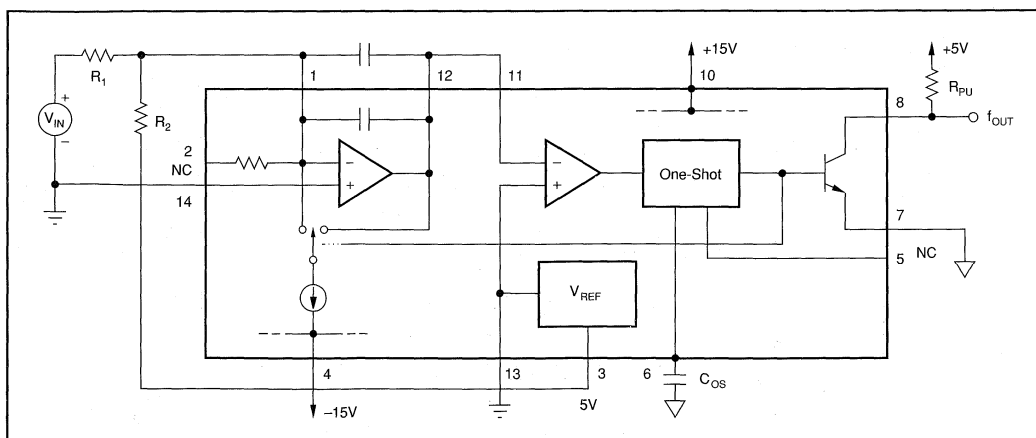 +15V
+5V
R1
1
12
11
10
RPU
8
fOUT
VIN
+
−
R2
2
NC
−
+
−
+
One-Shot
14
7
5
NC
VREF
4
13
3
6
COS
−15V
5V